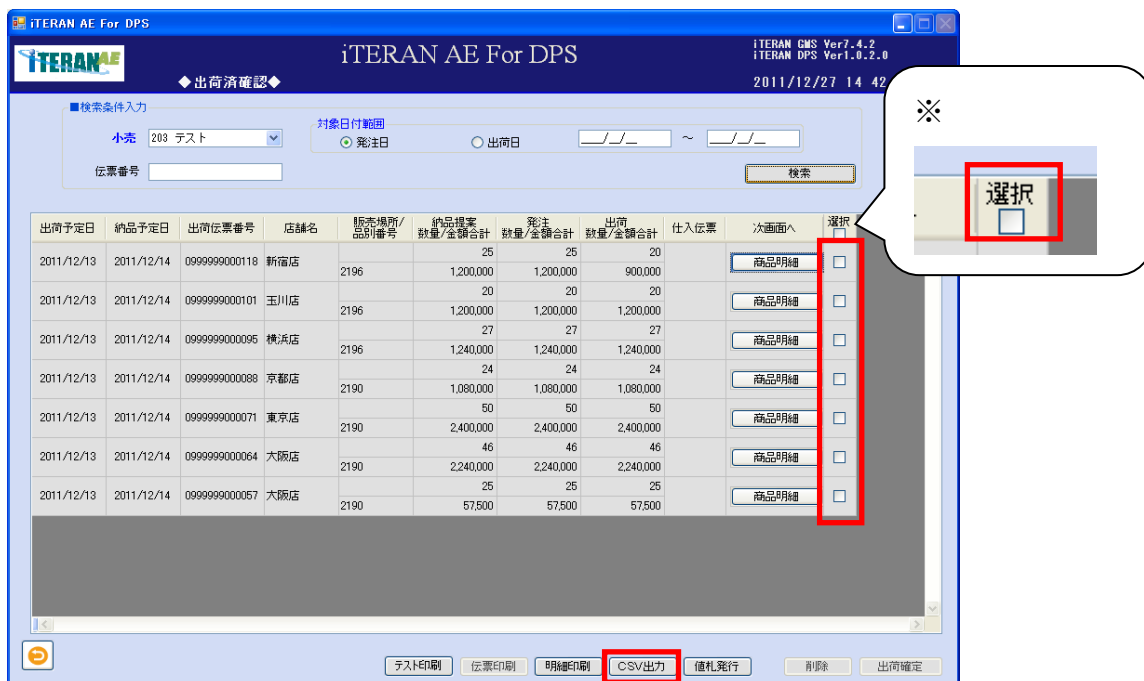 iTERAN AE For DPS
iTERAN AE
iTERAN AE For DPS
iTERAN GMS Ver7.4.2
iTERAN DPS Ver1.0.2.0
◆出荷済確認◆
2011/12/27 14 42
■検索条件入力
小売 203 テスト
対象日付範囲
発注日 出荷日 __/__/__ ～ __/__/__
伝票番号
検索
※
選択
出荷予定日 納品予定日 出荷伝票番号 店舗名 販売場所/品別番号 納品提案数量/金額合計 発注数量/金額合計 出荷数量/金額合計 仕入伝票 次画面へ 選択
2011/12/13 2011/12/14 0999999000118 新宿店 25 25 20 商品明細
2196 1,200,000 1,200,000 900,000
2011/12/13 2011/12/14 0999999000101 玉川店 20 20 20 商品明細
2196 1,200,000 1,200,000 1,200,000
2011/12/13 2011/12/14 0999999000095 横浜店 27 27 27 商品明細
2196 1,240,000 1,240,000 1,240,000
2011/12/13 2011/12/14 0999999000088 京都店 24 24 24 商品明細
2190 1,080,000 1,080,000 1,080,000
2011/12/13 2011/12/14 0999999000071 東京店 50 50 50 商品明細
2190 2,400,000 2,400,000 2,400,000
2011/12/13 2011/12/14 0999999000064 大阪店 46 46 46 商品明細
2190 2,240,000 2,240,000 2,240,000
2011/12/13 2011/12/14 0999999000057 大阪店 25 25 25 商品明細
2190 57,500 57,500 57,500
テスト印刷 伝票印刷 明細印刷 CSV出力 値札発行 削除 出荷確定